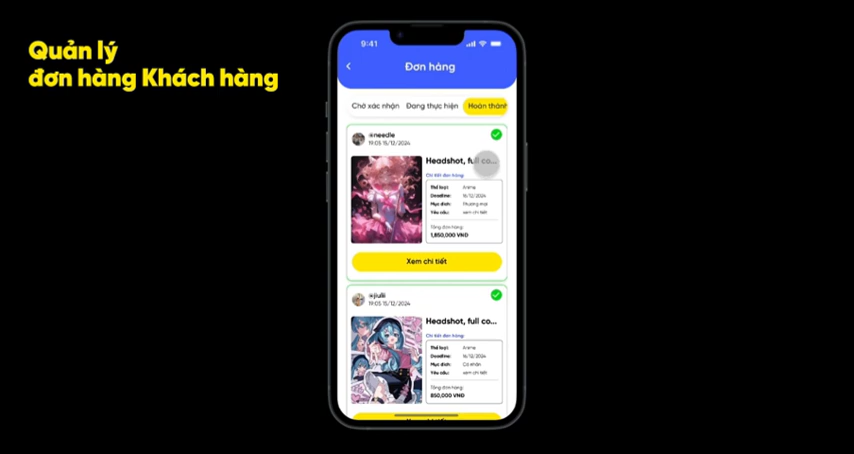 Quản lý
đơn hàng Khách hàng
9:41
Đơn hàng
Chờ xác nhận Đang thực hiện Hoàn thành
@needle
19:05 15/12/2024
Headshot, full co...
Chi tiết đơn hàng:
Thể loại: Anime
Deadline: 16/12/2024
Mục đích: Thương mại
Yêu cầu: xem chi tiết
Tổng đơn hàng:
1,850,000 VND
Xem chi tiết
@jiuBi
19:05 15/12/2024
Headshot, full co...
Chi tiết đơn hàng:
Thể loại: Anime
Deadline: 16/12/2024
Mục đích: Cá nhân
Yêu cầu: xem chi tiết
Tổng đơn hàng:
850,000 VND